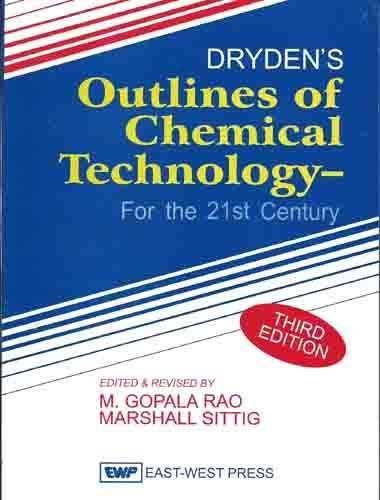 DRYDEN'S
Outlines of
Chemical
Technology–
For the 21st Century
THIRD
EDITION
EDITED & REVISED BY
M. GOPALA RAO
MARSHALL SITTIG
EWP EAST-WEST PRESS